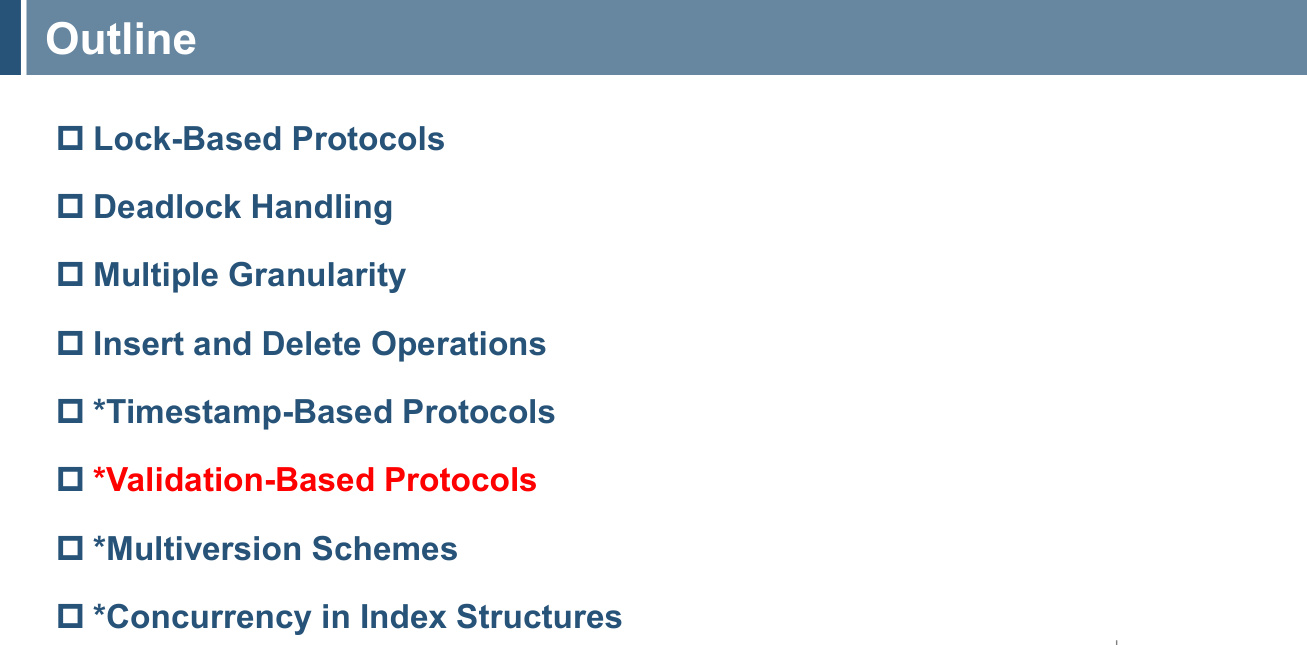 Outline
Lock-Based Protocols
Deadlock Handling
Multiple Granularity
Insert and Delete Operations
*Timestamp-Based Protocols
*Validation-Based Protocols
*Multiversion Schemes
*Concurrency in Index Structures